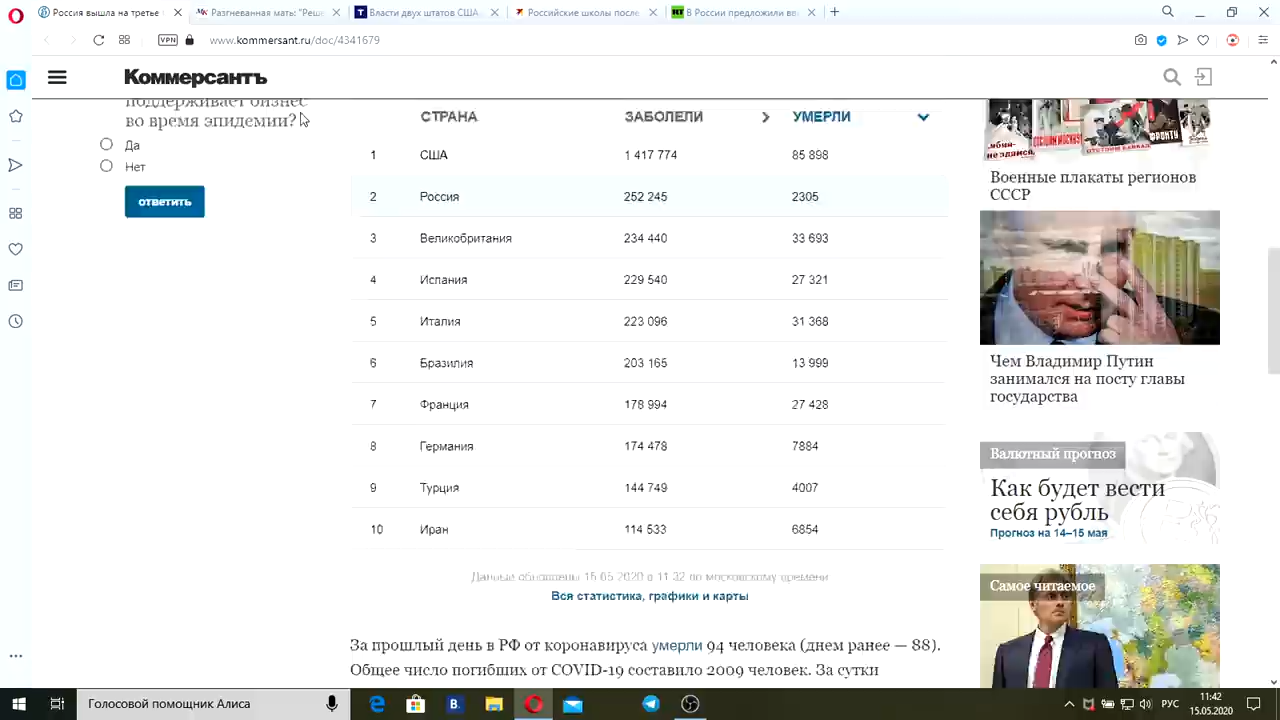 Россия вышла на третье
Разгневанная мать: "Реши
Власти двух штатов США
Российские школы после
В России предложили вве
VPN
www.kommersant.ru/doc/4341679
Коммерсантъ
поддерживает бизнес
во время эпидемии?
Да
Нет
ответить
СТРАНА ЗАБОЛЕЛИ УМЕРЛИ
1 США 1 417 774 85 898
2 Россия 252 245 2305
3 Великобритания 234 440 33 693
4 Испания 229 540 27 321
5 Италия 223 096 31 368
6 Бразилия 203 165 13 999
7 Франция 178 994 27 428
8 Германия 174 478 7884
9 Турция 144 749 4007
10 Иран 114 533 6854
Данные обновлены 15.05.2020 в 11:32 по московскому времени
Вся статистика, графики и карты
За прошлый день в РФ от коронавируса умерли 94 человека (днем ранее — 88).
Общее число погибших от COVID-19 составило 2009 человек. За сутки
Военные плакаты регионов
СССР
Чем Владимир Путин
занимался на посту главы
государства
Валютный прогноз
Как будет вести
себя рубль
Прогноз на 14–15 мая
Самое читаемое
Голосовой помощник Алиса
РУС
11:42
15.05.2020